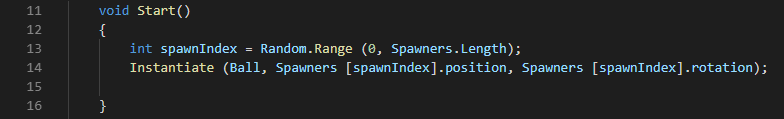 11 void Start()
12 {
13 int spawnIndex = Random.Range (0, Spawners.Length);
14 Instantiate (Ball, Spawners [spawnIndex].position, Spawners [spawnIndex].rotation);
15
16 }